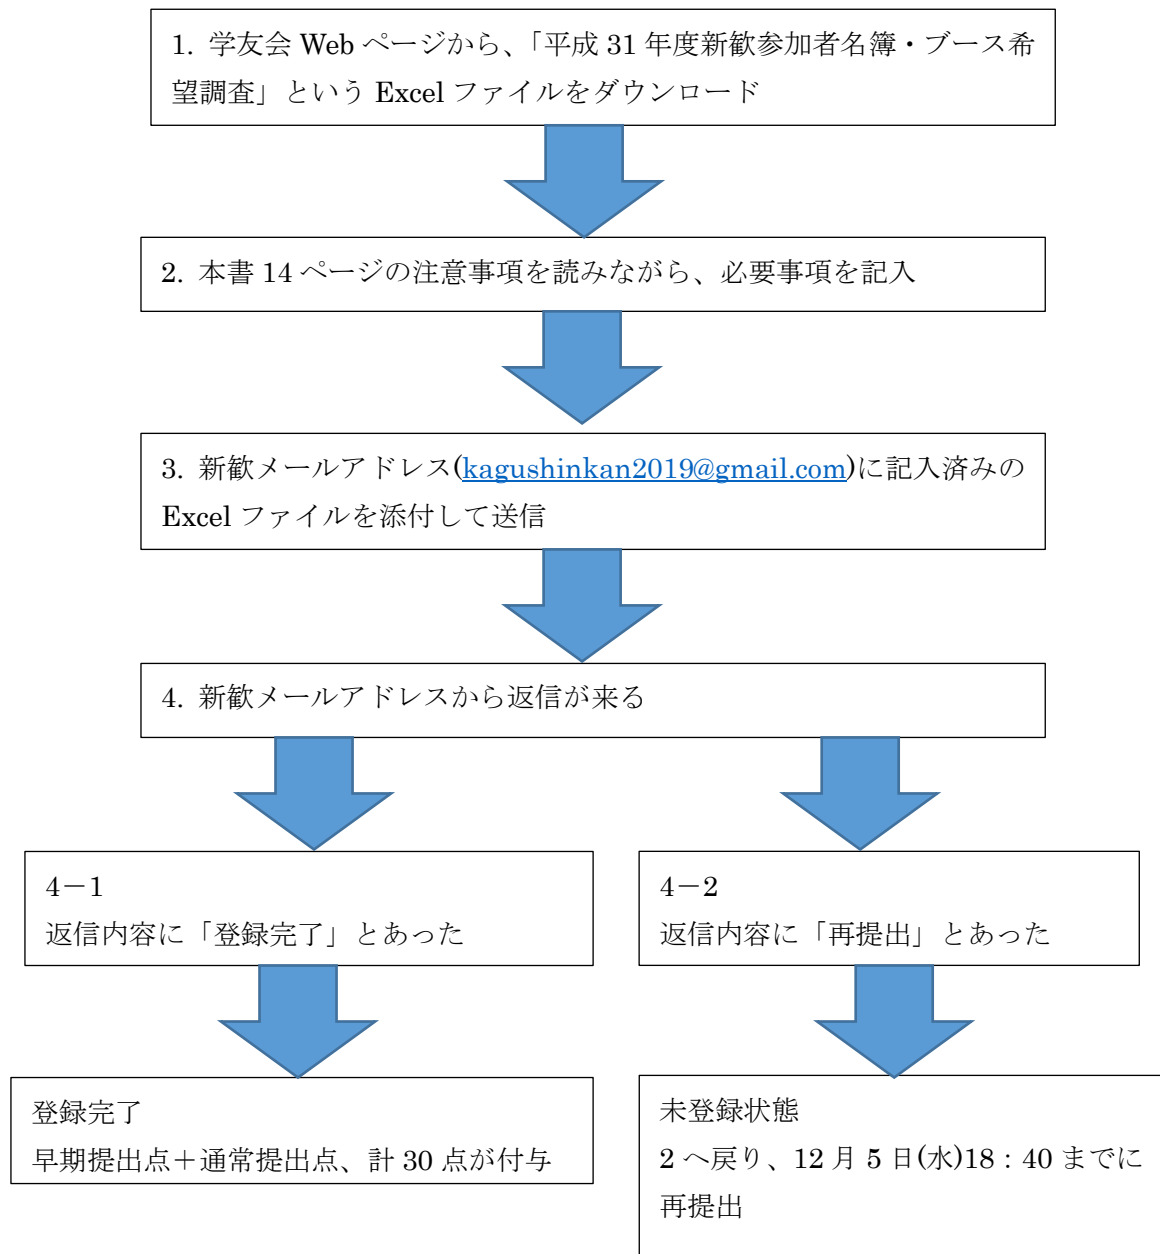 1. 学友会 Web ページから、「平成 31 年度新歓参加者名簿・ブース希
望調査」という Excel ファイルをダウンロード
2. 本書 14 ページの注意事項を読みながら、必要事項を記入
3. 新歓メールアドレス(kagushinkan2019@gmail.com)に記入済みの
Excel ファイルを添付して送信
4. 新歓メールアドレスから返信が来る
4－1
返信内容に「登録完了」とあった
4－2
返信内容に「再提出」とあった
登録完了
早期提出点＋通常提出点、計 30 点が付与
未登録状態
2 へ戻り、12 月 5 日(水)18：40 までに
再提出